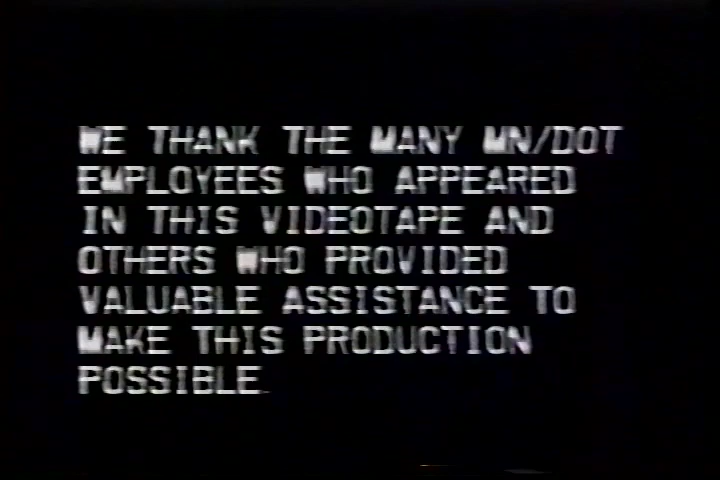 WE THANK THE MANY MN/DOT
EMPLOYEES WHO APPEARED
IN THIS VIDEOTAPE AND
OTHERS WHO PROVIDED
VALUABLE ASSISTANCE TO
MAKE THIS PRODUCTION
POSSIBLE.